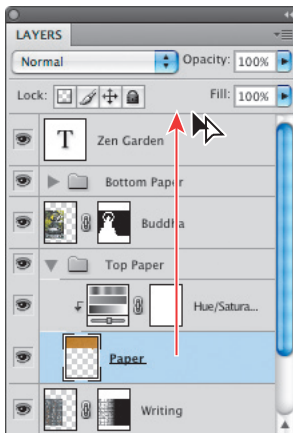 LAYERS
Normal Opacity: 100%
Lock: Fill: 100%
T Zen Garden
Bottom Paper
Buddha
Top Paper
Hue/Satura...
Paper
Writing